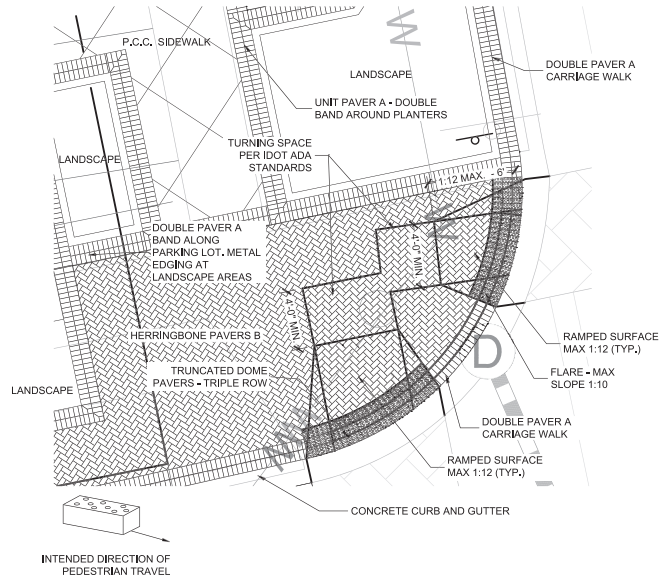 P.C.C. SIDEWALK
LANDSCAPE
DOUBLE PAVER A
CARRIAGE WALK
UNIT PAVER A - DOUBLE
BAND AROUND PLANTERS
TURNING SPACE
PER IDOT ADA
STANDARDS
LANDSCAPE
1:12 MAX. - 6'
DOUBLE PAVER A
BAND ALONG
PARKING LOT. METAL
EDGING AT
LANDSCAPE AREAS
4'-0" MIN.
4'-0" MIN.
HERRINGBONE PAVERS B
RAMPED SURFACE
MAX 1:12 (TYP.)
D
TRUNCATED DOME
PAVERS - TRIPLE ROW
FLARE - MAX
SLOPE 1:10
LANDSCAPE
DOUBLE PAVER A
CARRIAGE WALK
RAMPED SURFACE
MAX 1:12 (TYP.)
CONCRETE CURB AND GUTTER
INTENDED DIRECTION OF
PEDESTRIAN TRAVEL